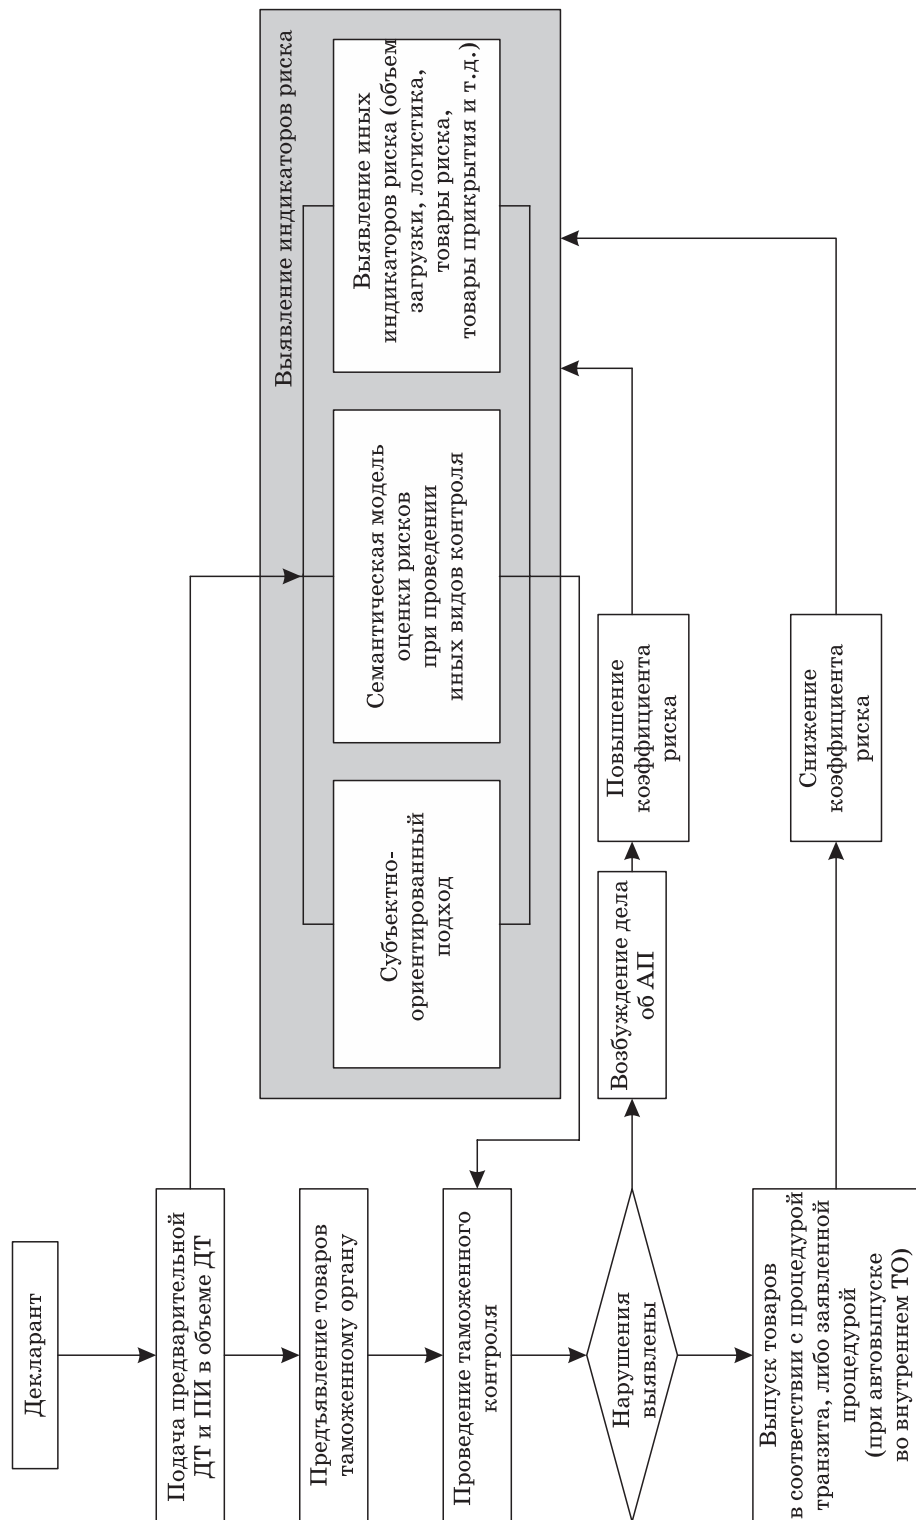 Декларант
Подача предварительной
ДТ и ПИ в объеме ДТ
Предъявление товаров
таможенному органу
Проведение таможенного
контроля
Нарушения
выявлены
Выпуск товаров
в соответствии с процедурой
транзита, либо заявленной
процедурой
(при автовыпуске
во внутреннем ТО)
Выявление индикаторов риска
Субъектно-
ориентированный
подход
Семантическая модель
оценки рисков
при проведении
иных видов контроля
Выявление иных
индикаторов риска (объем
загрузки, логистика,
товары риска,
товары прикрытия и т.д.)
Возбуждение дела
об АП
Повышение
коэффициента
риска
Снижение
коэффициента
риска